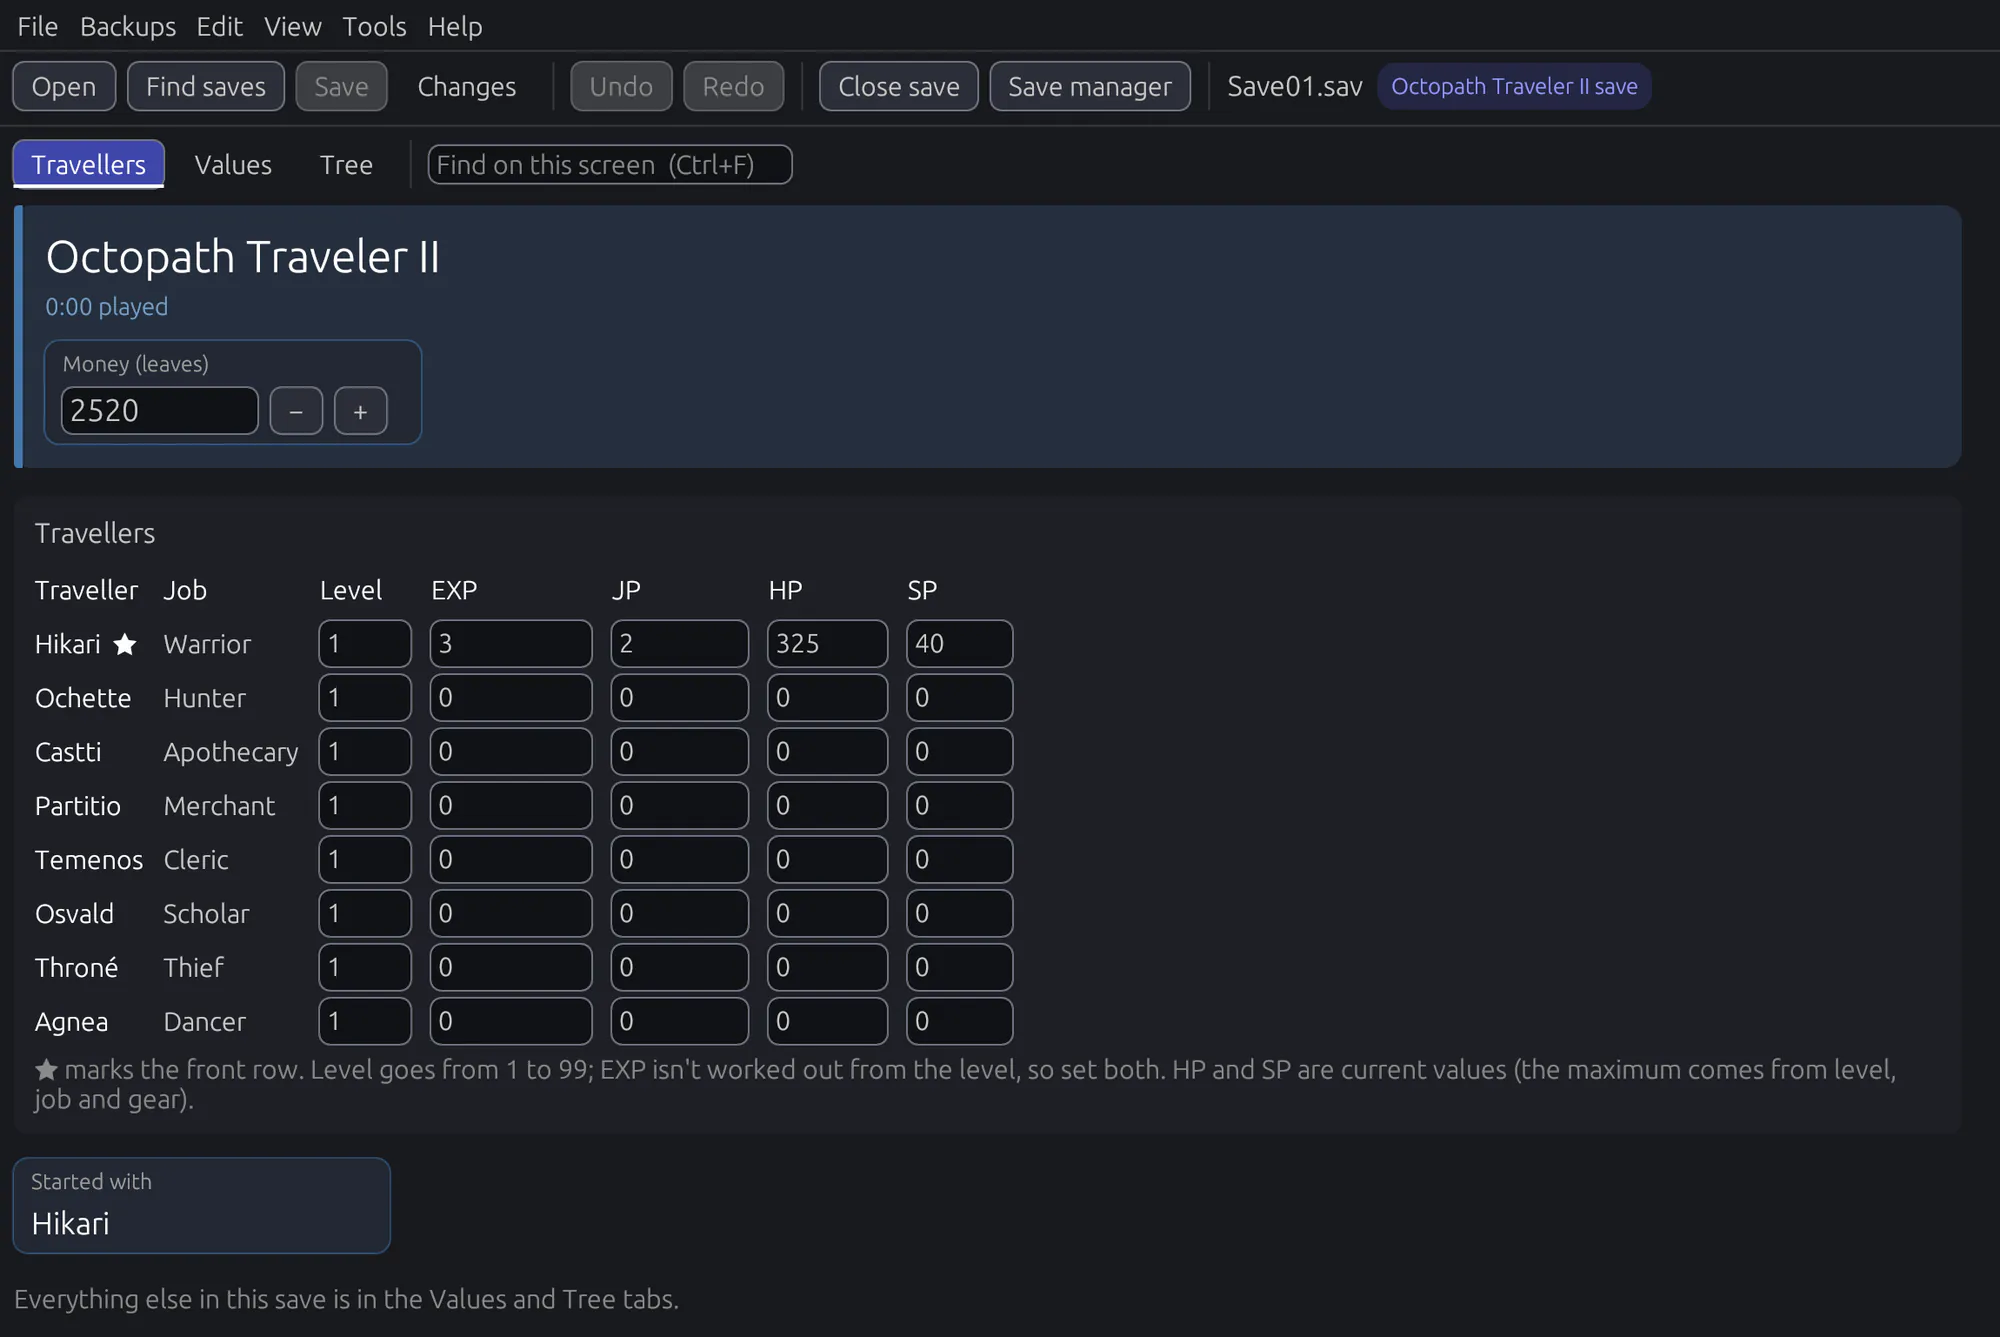 File Backups Edit View Tools Help
Open Find saves Save Changes Undo Redo Close save Save manager Save01.sav Octopath Traveler II save
Travellers Values Tree Find on this screen (Ctrl+F)
Octopath Traveler II
0:00 played
Money (leaves)
2520 − +
Travellers
Traveller Job Level EXP JP HP SP
Hikari ★ Warrior 1 3 2 325 40
Ochette Hunter 1 0 0 0 0
Castti Apothecary 1 0 0 0 0
Partitio Merchant 1 0 0 0 0
Temenos Cleric 1 0 0 0 0
Osvald Scholar 1 0 0 0 0
Throné Thief 1 0 0 0 0
Agnea Dancer 1 0 0 0 0
★ marks the front row. Level goes from 1 to 99; EXP isn't worked out from the level, so set both. HP and SP are current values (the maximum comes from level,
job and gear).
Started with
Hikari
Everything else in this save is in the Values and Tree tabs.